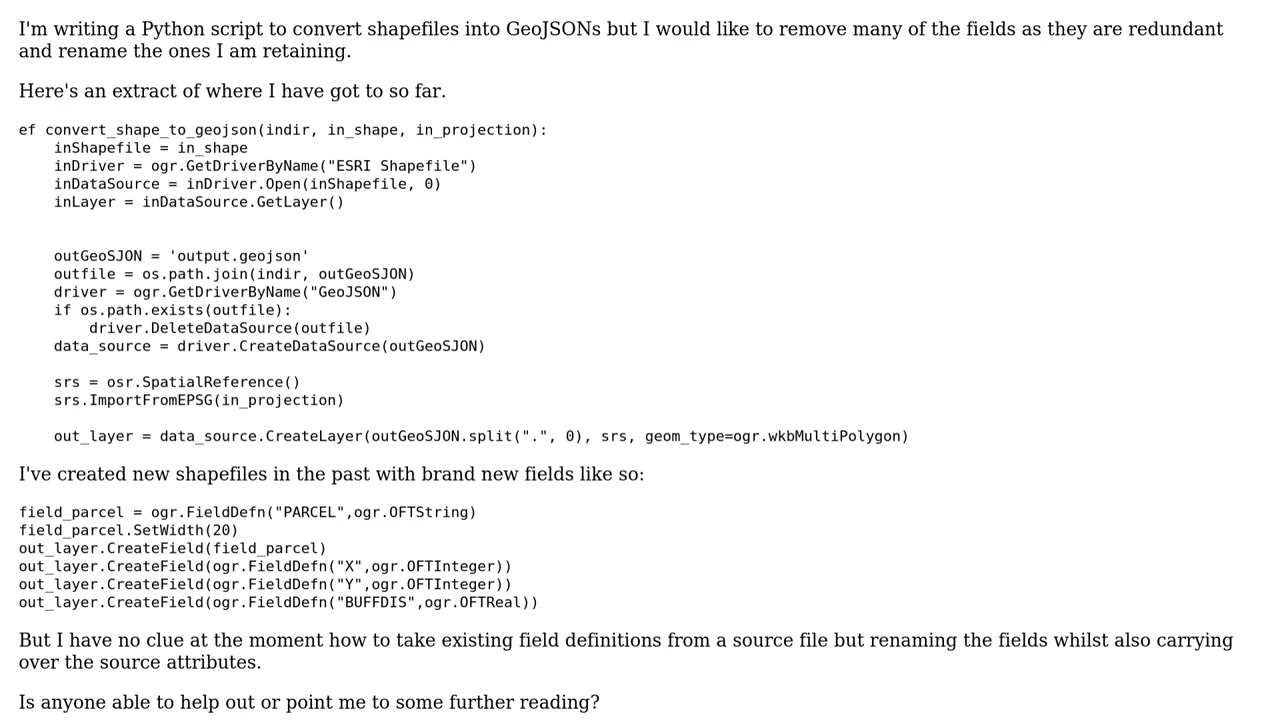 I'm writing a Python script to convert shapefiles into GeoJSONs but I would like to remove many of the fields as they are redundant
and rename the ones I am retaining.
Here's an extract of where I have got to so far.
ef convert_shape_to_geojson(indir, in_shape, in_projection):
    inShapefile = in_shape
    inDriver = ogr.GetDriverByName("ESRI Shapefile")
    inDataSource = inDriver.Open(inShapefile, 0)
    inLayer = inDataSource.GetLayer()
    outGeoSJON = 'output.geojson'
    outfile = os.path.join(indir, outGeoSJON)
    driver = ogr.GetDriverByName("GeoJSON")
    if os.path.exists(outfile):
        driver.DeleteDataSource(outfile)
    data_source = driver.CreateDataSource(outGeoSJON)
    srs = osr.SpatialReference()
    srs.ImportFromEPSG(in_projection)
    out_layer = data_source.CreateLayer(outGeoSJON.split(".", 0), srs, geom_type=ogr.wkbMultiPolygon)
I've created new shapefiles in the past with brand new fields like so:
field_parcel = ogr.FieldDefn("PARCEL",ogr.OFTString)
field_parcel.SetWidth(20)
out_layer.CreateField(field_parcel)
out_layer.CreateField(ogr.FieldDefn("X",ogr.OFTInteger))
out_layer.CreateField(ogr.FieldDefn("Y",ogr.OFTInteger))
out_layer.CreateField(ogr.FieldDefn("BUFFDIS",ogr.OFTReal))
But I have no clue at the moment how to take existing field definitions from a source file but renaming the fields whilst also carrying
over the source attributes.
Is anyone able to help out or point me to some further reading?